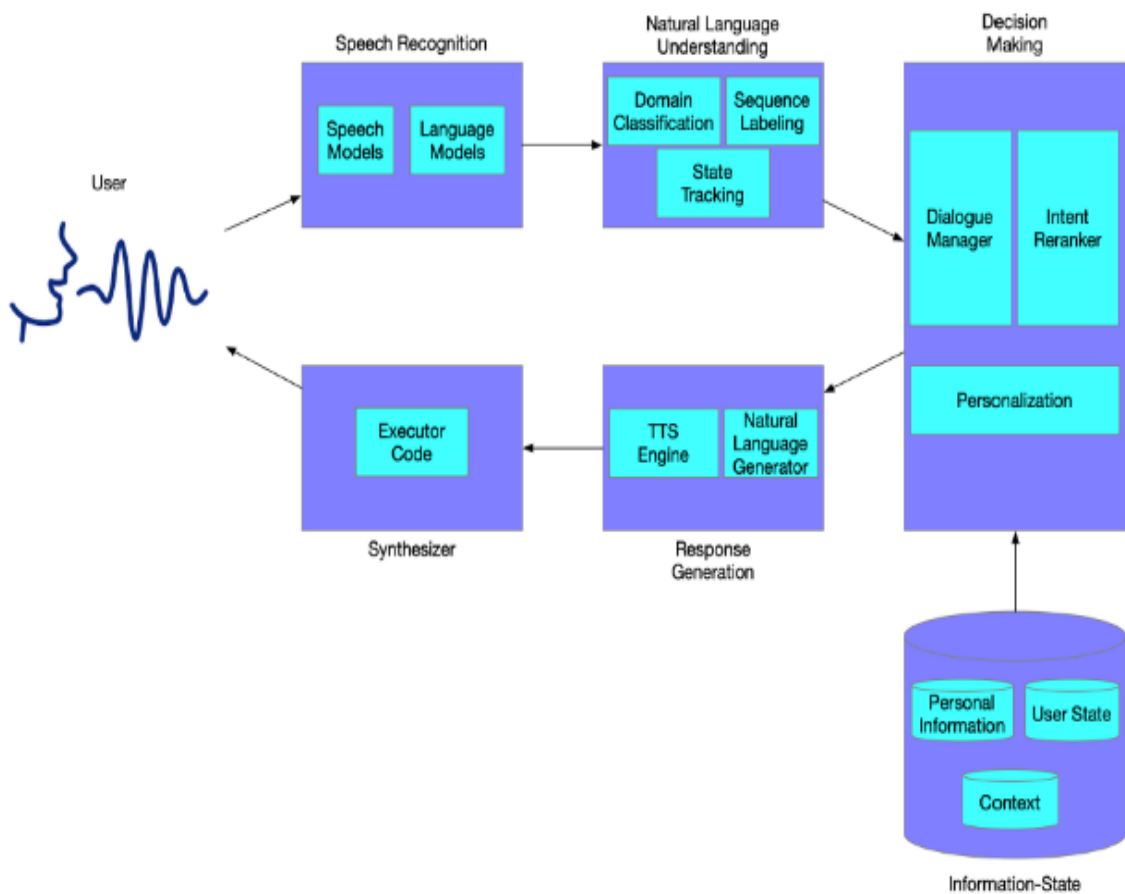 Speech Recognition
Natural Language
Understanding
Decision
Making
Speech
Models
Language
Models
Domain
Classification
Sequence
Labeling
State
Tracking
User
Dialogue
Manager
Intent
Reranker
Personalization
Executor
Code
TTS
Engine
Natural
Language
Generator
Synthesizer
Response
Generation
Personal
Information
User State
Context
Information-State